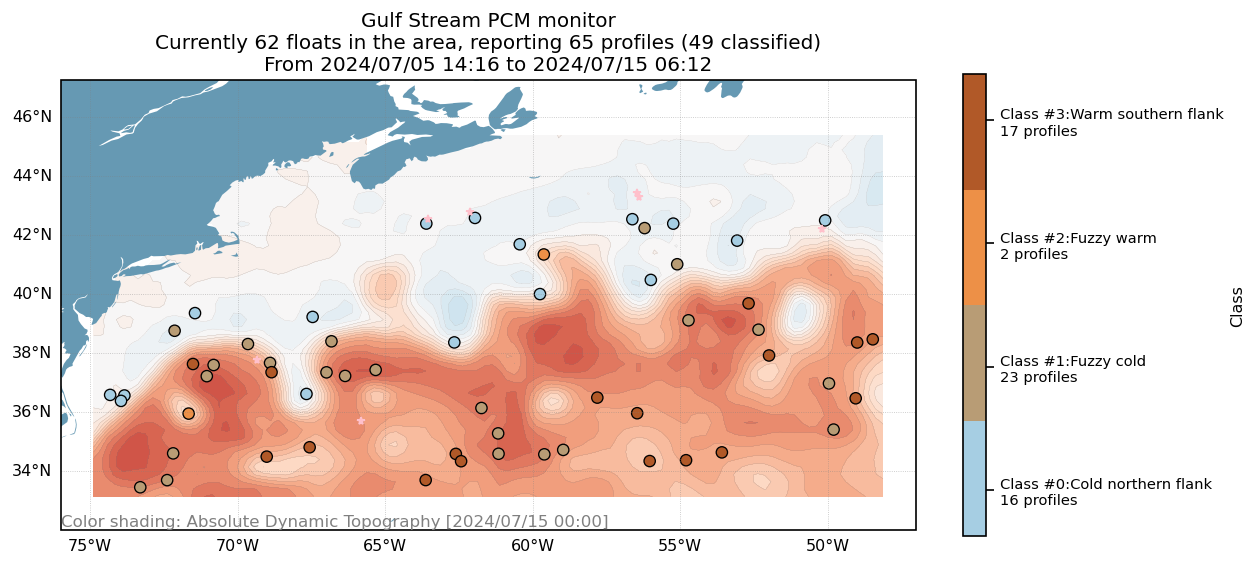 Gulf Stream PCM monitor
Currently 62 floats in the area, reporting 65 profiles (49 classified)
From 2024/07/05 14:16 to 2024/07/15 06:12
46°N
44°N
42°N
40°N
38°N
36°N
34°N
Color shading: Absolute Dynamic Topography [2024/07/15 00:00]
75°W
70°W
65°W
60°W
55°W
50°W
Class #3:Warm southern flank
17 profiles
Class #2:Fuzzy warm
2 profiles
Class #1:Fuzzy cold
23 profiles
Class #0:Cold northern flank
16 profiles
Class